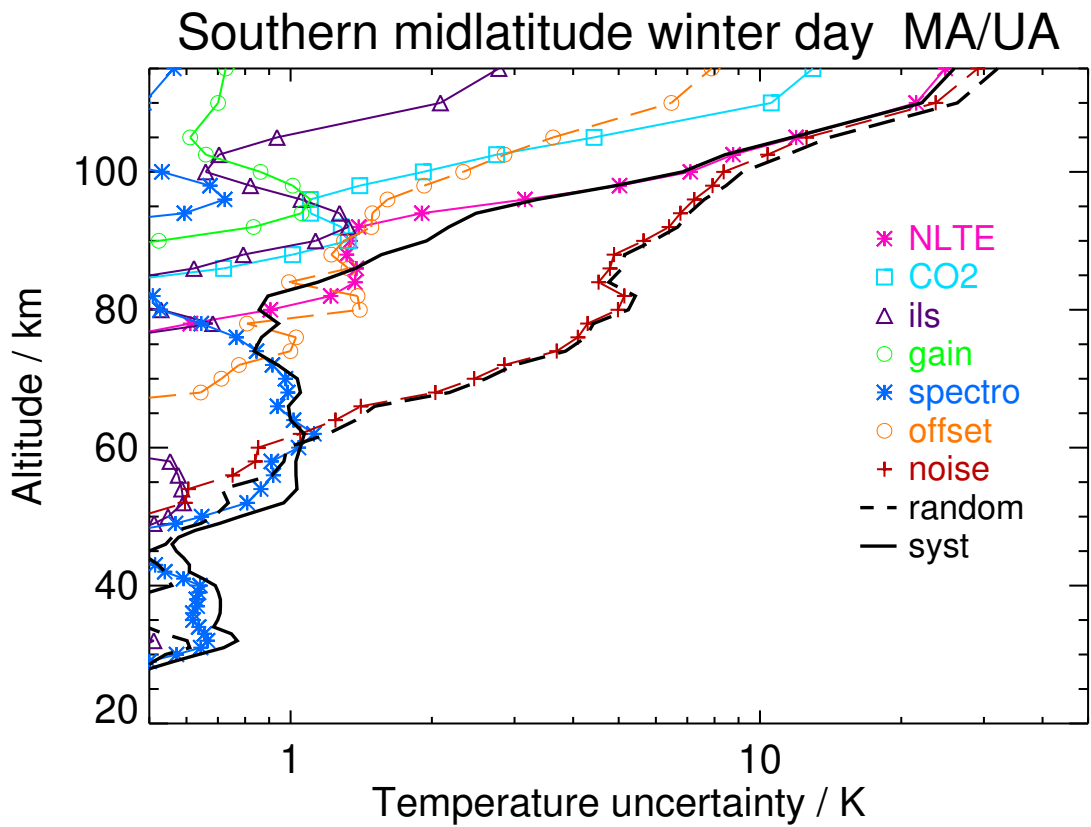 Southern midlatitude winter day MA/UA
100
80
60
40
20
Altitude / km
NLTE
CO2
ils
gain
spectro
offset
noise
random
syst
1
10
Temperature uncertainty / K